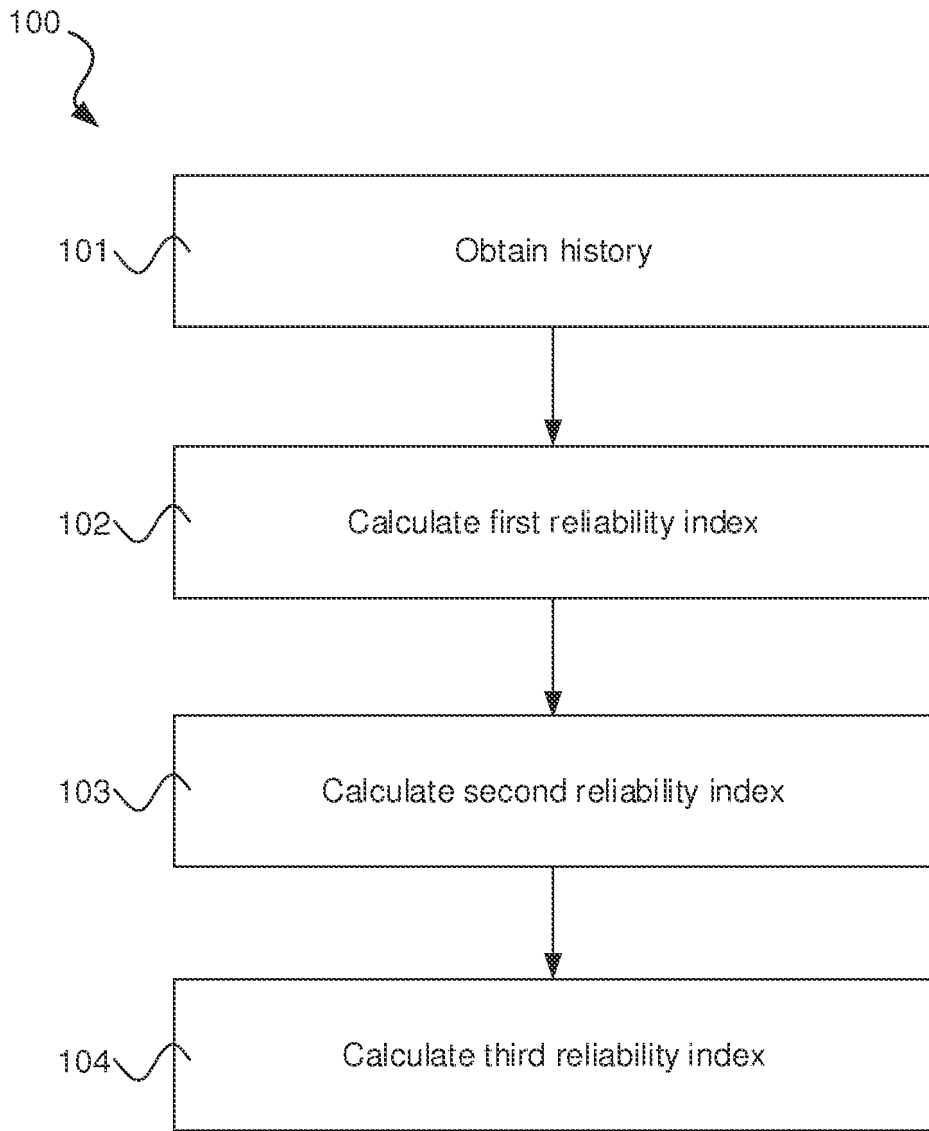 100
101
Obtain history
102
Calculate first reliability index
103
Calculate second reliability index
104
Calculate third reliability index